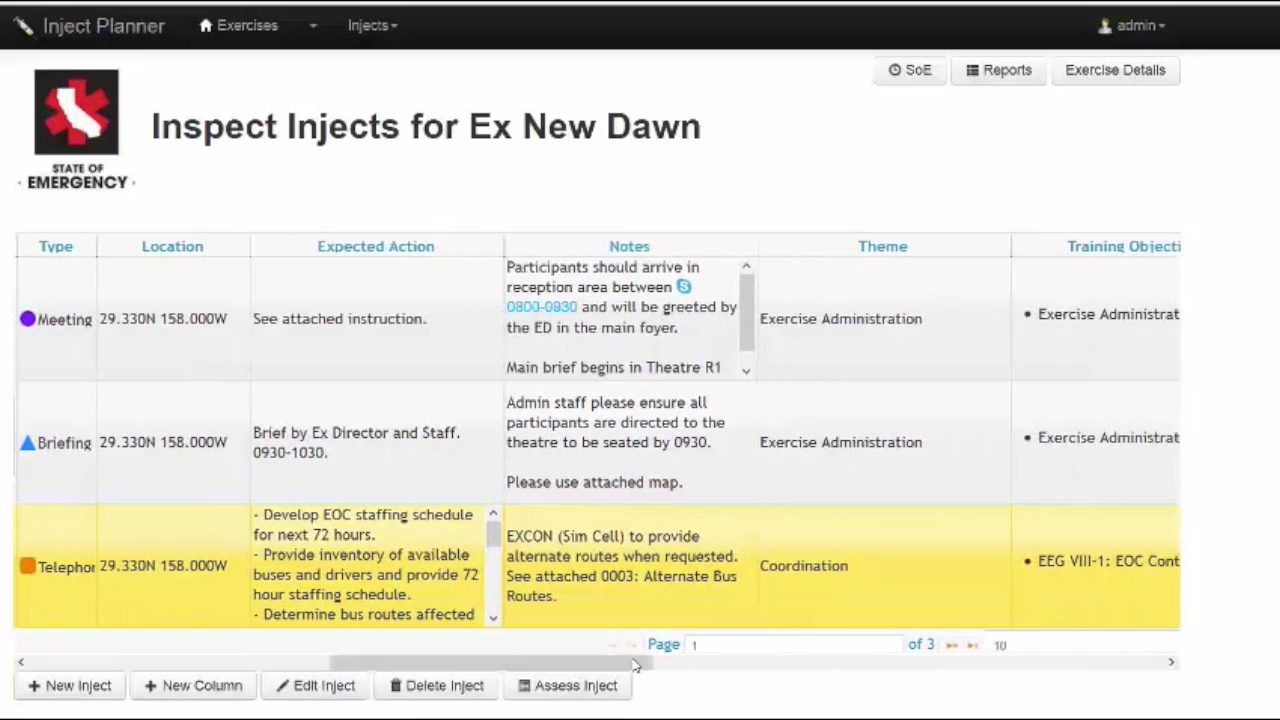 Inject Planner Exercises Injects admin
SoE Reports Exercise Details
STATE OF
EMERGENCY
Inspect Injects for Ex New Dawn
Type Location Expected Action Notes Theme Training Objecti
Meeting
29.330N 158.000W
See attached instruction.
Participants should arrive in
reception area between
0800-0930 and will be greeted by
the ED in the main foyer.
Main brief begins in Theatre R1
Exercise Administration
• Exercise Administrat
Briefing
29.330N 158.000W
Brief by Ex Director and Staff.
0930-1030.
Admin staff please ensure all
participants are directed to the
theatre to be seated by 0930.
Please use attached map.
Exercise Administration
• Exercise Administrat
Telephor
29.330N 158.000W
- Develop EOC staffing schedule
for next 72 hours.
- Provide inventory of available
buses and drivers and provide 72
hour staffing schedule.
- Determine bus routes affected
EXCON (Sim Cell) to provide
alternate routes when requested.
See attached 0003: Alternate Bus
Routes.
Coordination
• EEG VIII-1: EOC Cont
Page 1 of 3 10
+ New Inject + New Column Edit Inject Delete Inject Assess Inject